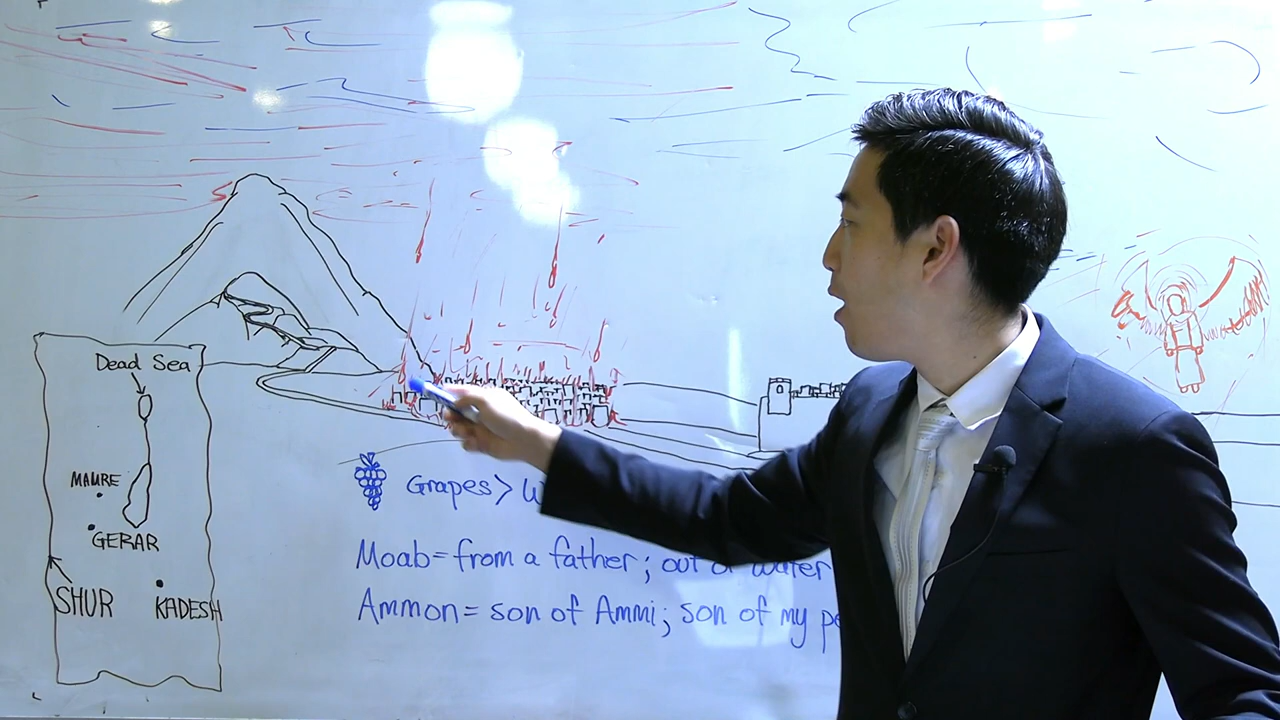 Dead Sea
MAMRE
GERAR
SHUR
KADESH
Grapes >
Moab = from a father; out of water
Ammon = son of Ammi; son of my